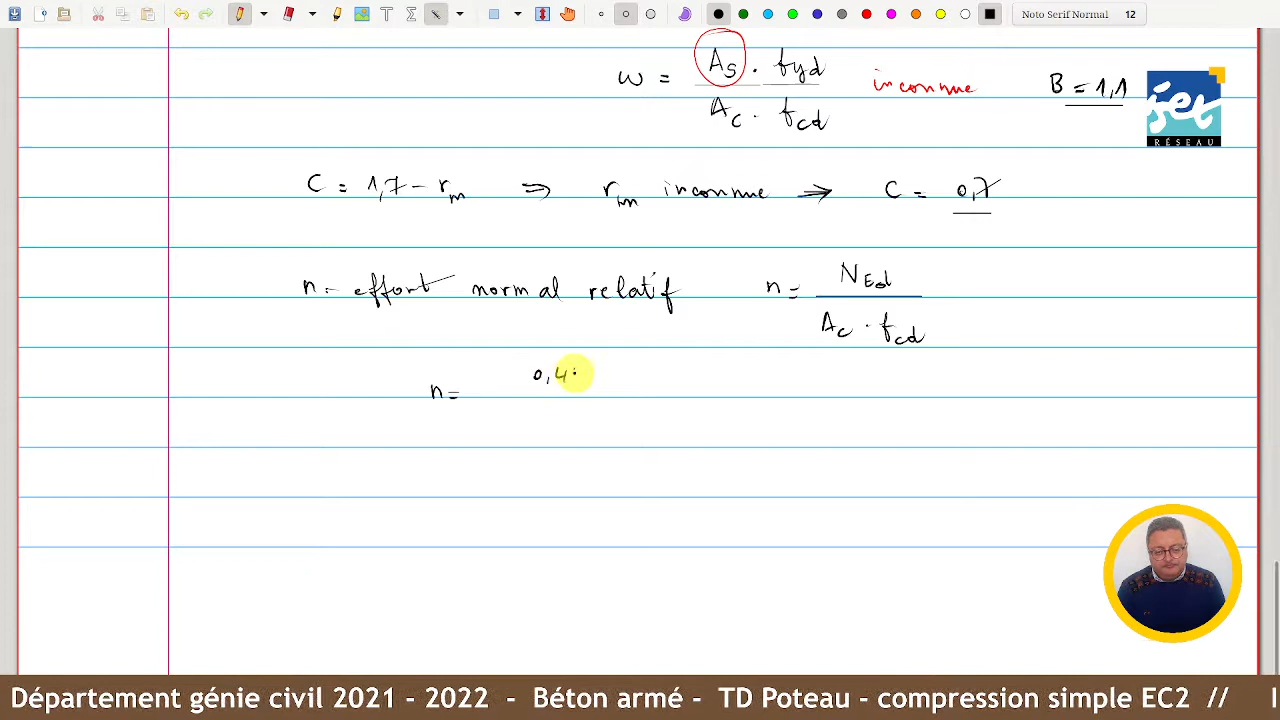 Noto Serif Normal 12
ω = As . fyd / Ac . fcd inconnue B = 1,1
iset
RÉSEAU
C = 1,7 - rm ⇒ rm inconnue ⇒ C = 0,7
n = effort normal relatif n = NEd / Ac . fcd
n = 0,4
Département génie civil 2021 - 2022 - Béton armé - TD Poteau - compression simple EC2 //